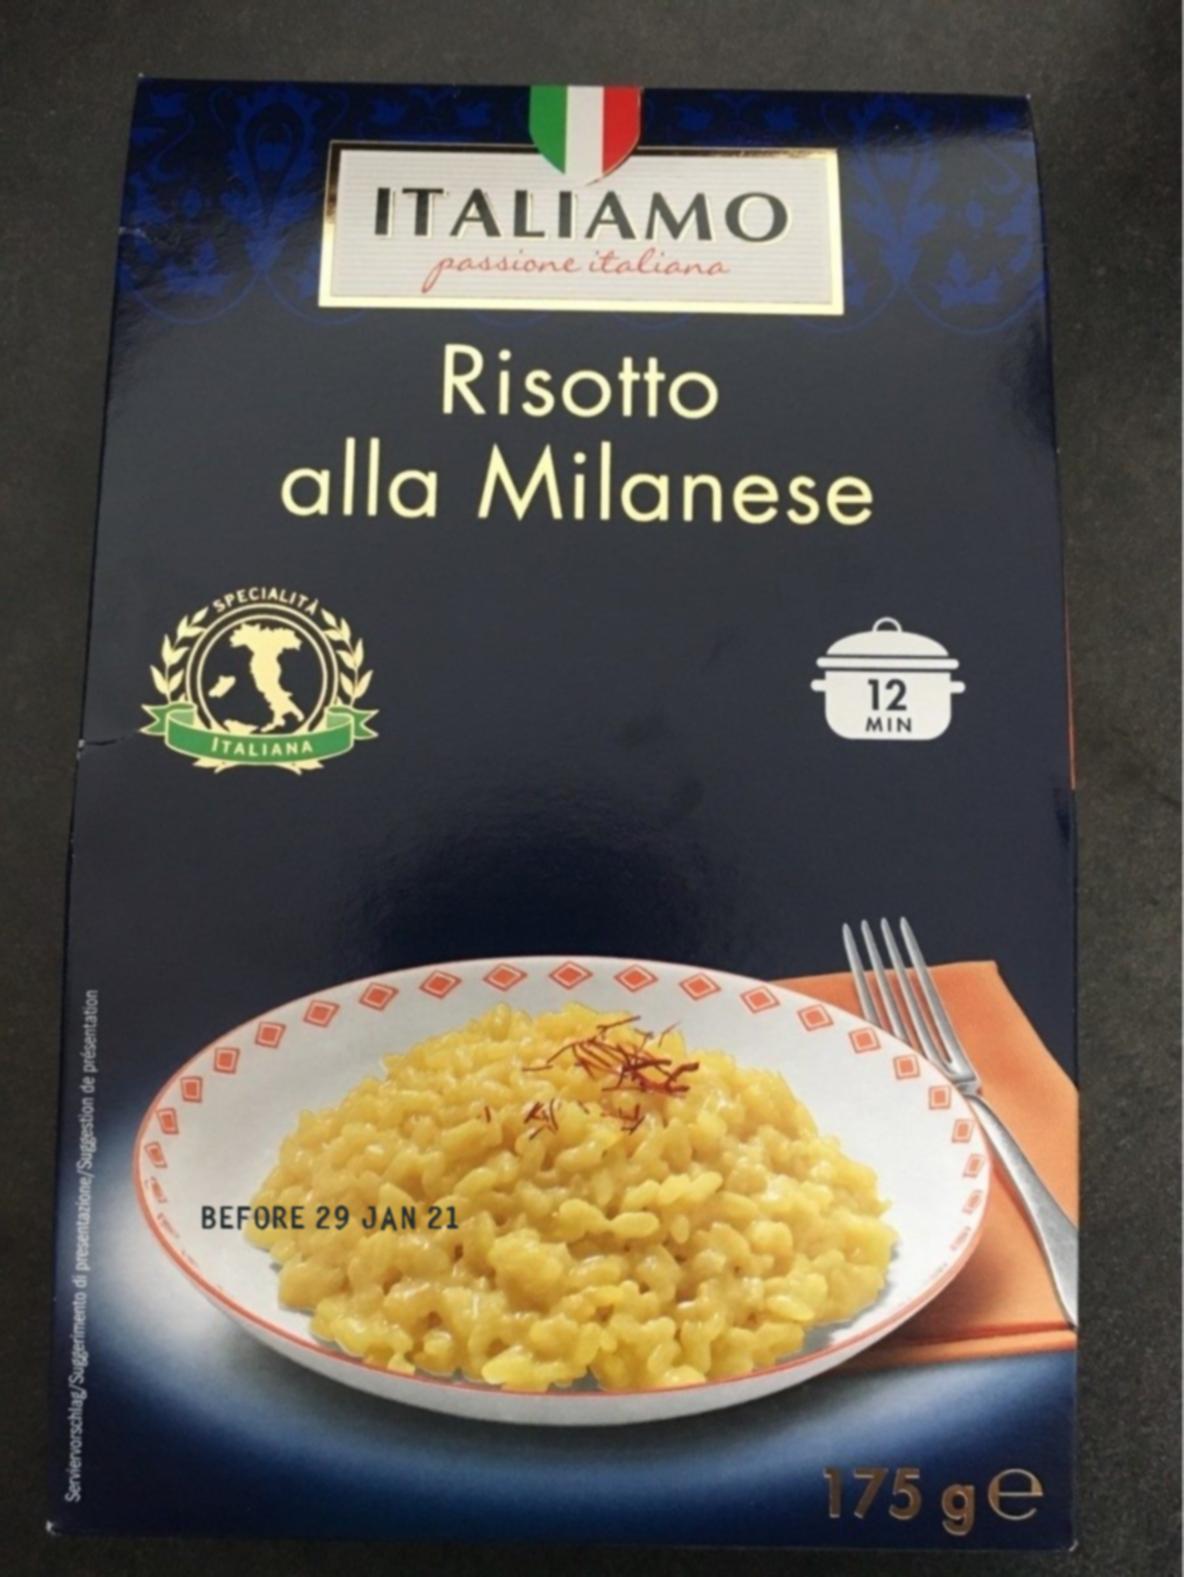 ITALIAMO
passione italiana
Risotto
alla Milanese
SPECIALITÀ
ITALIANA
12
MIN
BEFORE 29 JAN 21
Serviervorschlag/Suggerimento di presentazione/Suggestion de présentation
175 g e